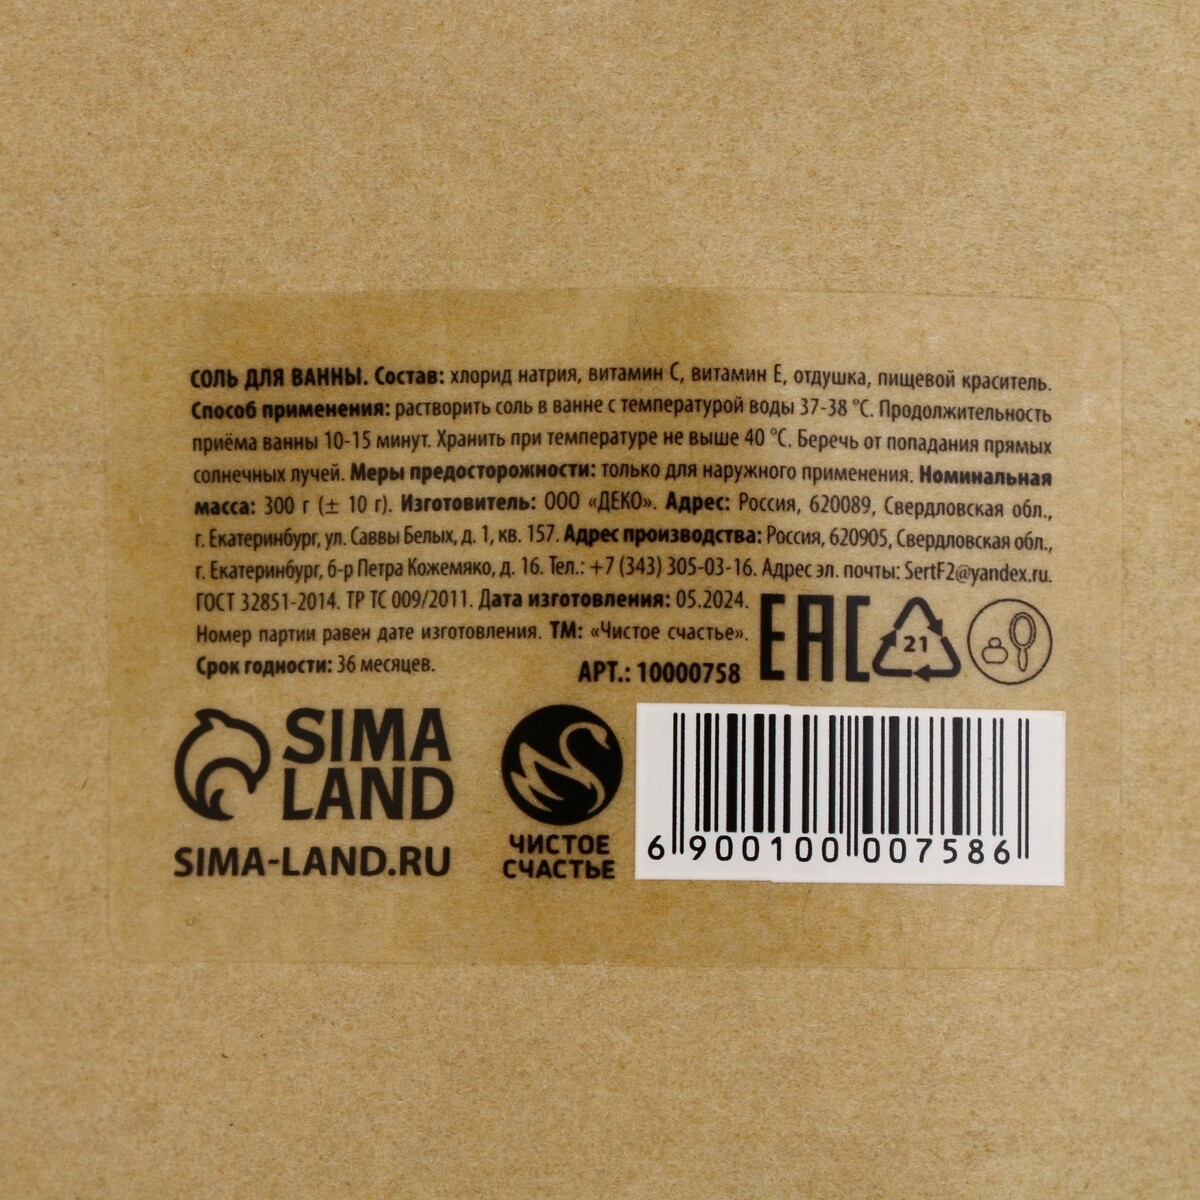 СОЛЬ ДЛЯ ВАННЫ. Состав: хлорид натрия, витамин С, витамин Е, отдушка, пищевой краситель.
Способ применения: растворить соль в ванне с температурой воды 37-38 °С. Продолжительность
приёма ванны 10-15 минут. Хранить при температуре не выше 40 °С. Беречь от попадания прямых
солнечных лучей. Меры предосторожности: только для наружного применения. Номинальная
масса: 300 г (± 10 г). Изготовитель: ООО «ДЕКО». Адрес: Россия, 620089, Свердловская обл.,
г. Екатеринбург, ул. Саввы Белых, д. 1, кв. 157. Адрес производства: Россия, 620905, Свердловская обл.,
г. Екатеринбург, б-р Петра Кожемяко, д. 16. Тел.: +7 (343) 305-03-16. Адрес эл. почты: SertF2@yandex.ru.
ГОСТ 32851-2014. ТР ТС 009/2011. Дата изготовления: 05.2024.
Номер партии равен дате изготовления. ТМ: «Чистое счастье».
Срок годности: 36 месяцев.
АРТ.: 10000758
EAC
21
SIMA
LAND
SIMA-LAND.RU
ЧИСТОЕ
СЧАСТЬЕ
6 900100 007586